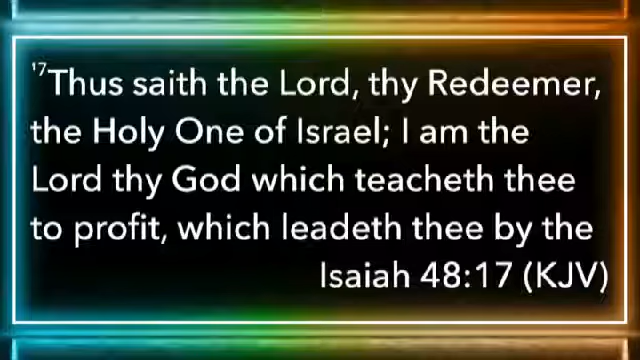 ¹⁷Thus saith the Lord, thy Redeemer,
the Holy One of Israel; I am the
Lord thy God which teacheth thee
to profit, which leadeth thee by the
Isaiah 48:17 (KJV)